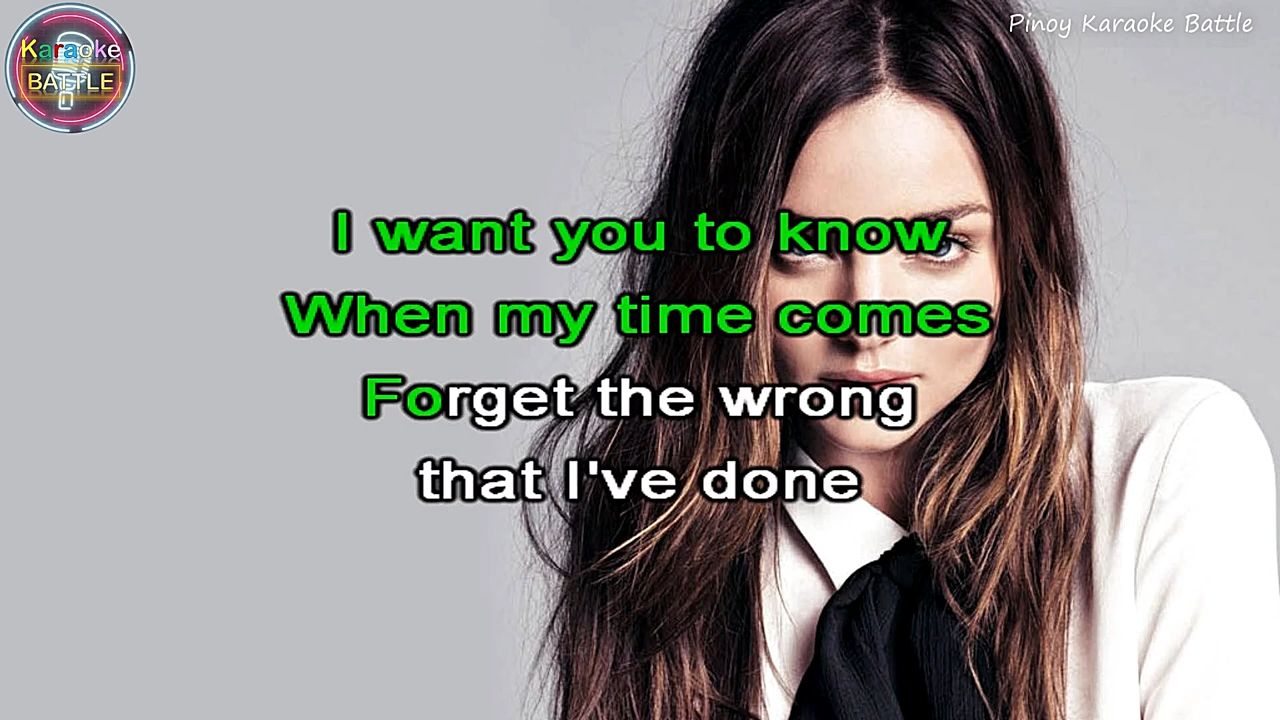 Karaoke
BATTLE
Pinoy Karaoke Battle
I want you to know
When my time comes
Forget the wrong
that I've done